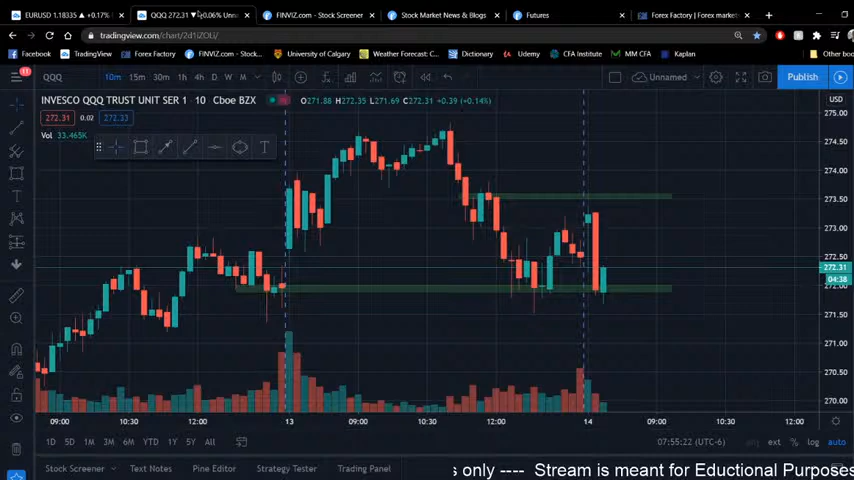 EURUSD 1.18335 ▲ +0.17%
QQQ 272.31 ▼ −0.06% Unna
FINVIZ.com - Stock Screener
Stock Market News & Blogs
Futures
Forex Factory | Forex market
tradingview.com/chart/2d1IZOLi/
Facebook
TradingView
Forex Factory
FINVIZ.com - Stock...
University of Calgary
Weather Forecast: C...
Dictionary
Udemy
CFA Institute
MM CFA
Kaplan
Other boo
11
QQQ
10m 15m 30m 1h 4h D W M
Unnamed
Publish
INVESCO QQQ TRUST UNIT SER 1 · 10 · Cboe BZX
O271.88 H272.35 L271.69 C272.31 +0.39 (+0.14%)
USD
272.31 0.02 272.33
Vol 33.465K
275.00
274.50
274.00
273.50
273.00
272.50
272.31
04:38
272.00
271.50
271.00
270.50
270.00
09:00 10:30 12:00 13 09:00 10:30 12:00 14 09:00 10:30 12:00
1D 5D 1M 3M 6M YTD 1Y 5Y All
07:55:22 (UTC-6)
ext % log auto
Stock Screener Text Notes Pine Editor Strategy Tester Trading Panel
s only ---- Stream is meant for Eductional Purposes